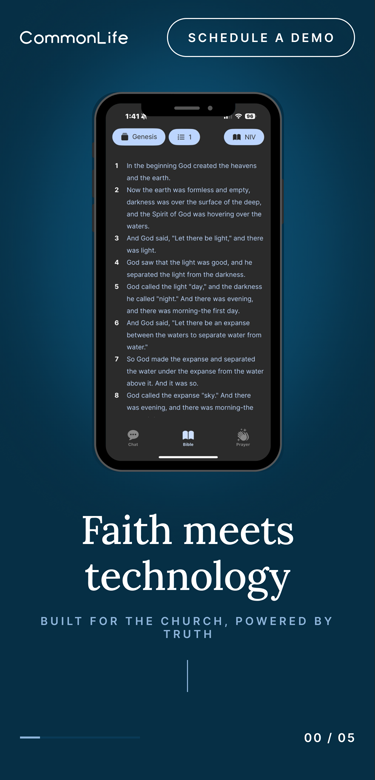 CommonLife
SCHEDULE A DEMO
1:41
96
Genesis
1
NIV
1 In the beginning God created the heavens
and the earth.
2 Now the earth was formless and empty,
darkness was over the surface of the deep,
and the Spirit of God was hovering over the
waters.
3 And God said, "Let there be light," and there
was light.
4 God saw that the light was good, and he
separated the light from the darkness.
5 God called the light "day," and the darkness
he called "night." And there was evening,
and there was morning-the first day.
6 And God said, "Let there be an expanse
between the waters to separate water from
water."
7 So God made the expanse and separated
the water under the expanse from the water
above it. And it was so.
8 God called the expanse "sky." And there
was evening, and there was morning-the
Chat
Bible
Prayer
Faith meets
technology
BUILT FOR THE CHURCH, POWERED BY
TRUTH
00 / 05